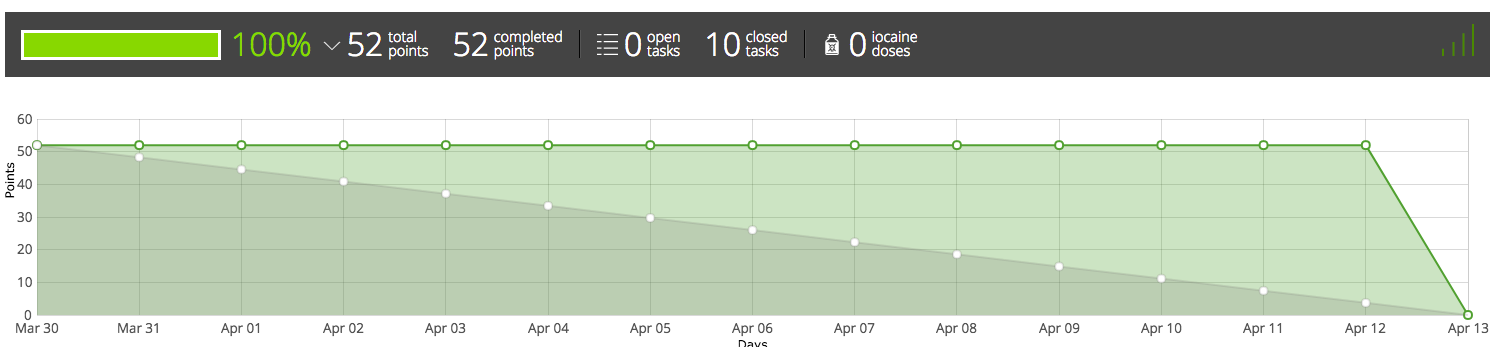 100% 52 total points 52 completed points 0 open tasks 10 closed tasks 0 iocaine doses
60
50
40
30
20
10
0
Points
Mar 30 Mar 31 Apr 01 Apr 02 Apr 03 Apr 04 Apr 05 Apr 06 Apr 07 Apr 08 Apr 09 Apr 10 Apr 11 Apr 12 Apr 13
Days